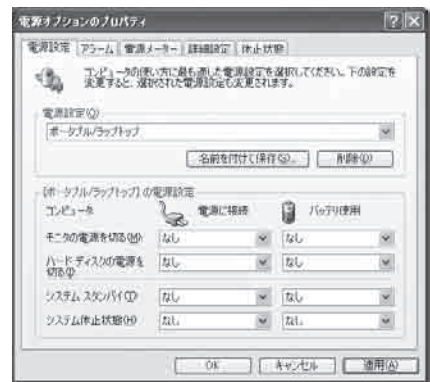 電源オプションのプロパティ
電源設定 アラーム 電源メーター 詳細設定 休止状態
コンピュータの使い方に最も適した電源設定を選択してください。下の設定を
変更すると、選択された電源設定も変更されます。
電源設定(O)
ポータブル/ラップトップ
名前を付けて保存(S)... 削除(D)
[ポータブル/ラップトップ] の電源設定
コンピュータ 電源に接続 バッテリ使用
モニタの電源を切る(M) なし なし
ハード ディスクの電源を
切る(I) なし なし
システム スタンバイ(T) なし なし
システム休止状態(H) なし なし
OK キャンセル 適用(A)